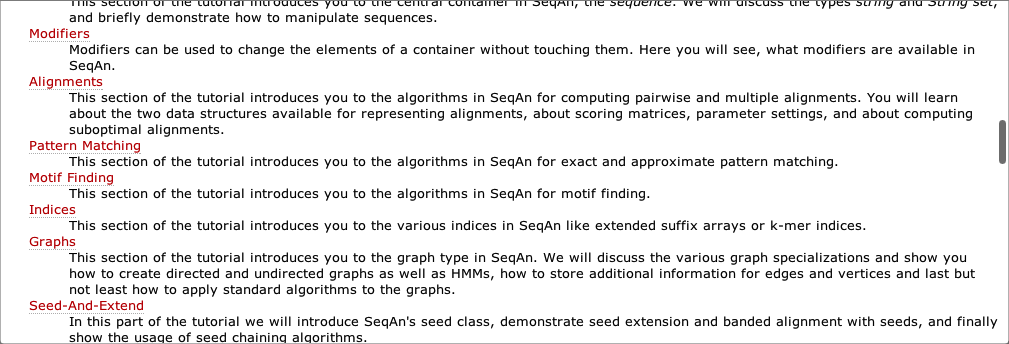 This section of the tutorial introduces you to the central container in SeqAn, the sequence. We will discuss the types string and String set,
and briefly demonstrate how to manipulate sequences.
Modifiers
Modifiers can be used to change the elements of a container without touching them. Here you will see, what modifiers are available in
SeqAn.
Alignments
This section of the tutorial introduces you to the algorithms in SeqAn for computing pairwise and multiple alignments. You will learn
about the two data structures available for representing alignments, about scoring matrices, parameter settings, and about computing
suboptimal alignments.
Pattern Matching
This section of the tutorial introduces you to the algorithms in SeqAn for exact and approximate pattern matching.
Motif Finding
This section of the tutorial introduces you to the algorithms in SeqAn for motif finding.
Indices
This section of the tutorial introduces you to the various indices in SeqAn like extended suffix arrays or k-mer indices.
Graphs
This section of the tutorial introduces you to the graph type in SeqAn. We will discuss the various graph specializations and show you
how to create directed and undirected graphs as well as HMMs, how to store additional information for edges and vertices and last but
not least how to apply standard algorithms to the graphs.
Seed-And-Extend
In this part of the tutorial we will introduce SeqAn's seed class, demonstrate seed extension and banded alignment with seeds, and finally
show the usage of seed chaining algorithms.